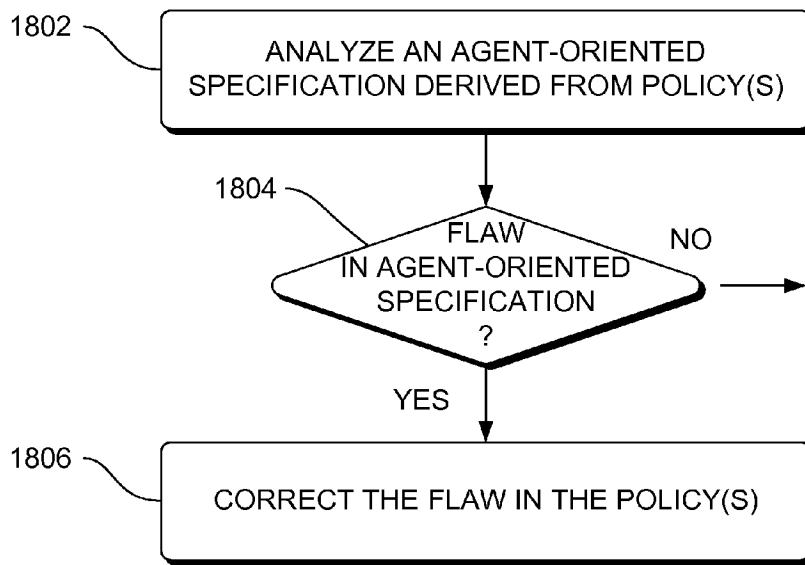 1802
ANALYZE AN AGENT-ORIENTED
SPECIFICATION DERIVED FROM POLICY(S)
1804
FLAW
IN AGENT-ORIENTED
SPECIFICATION
?
NO
YES
1806
CORRECT THE FLAW IN THE POLICY(S)